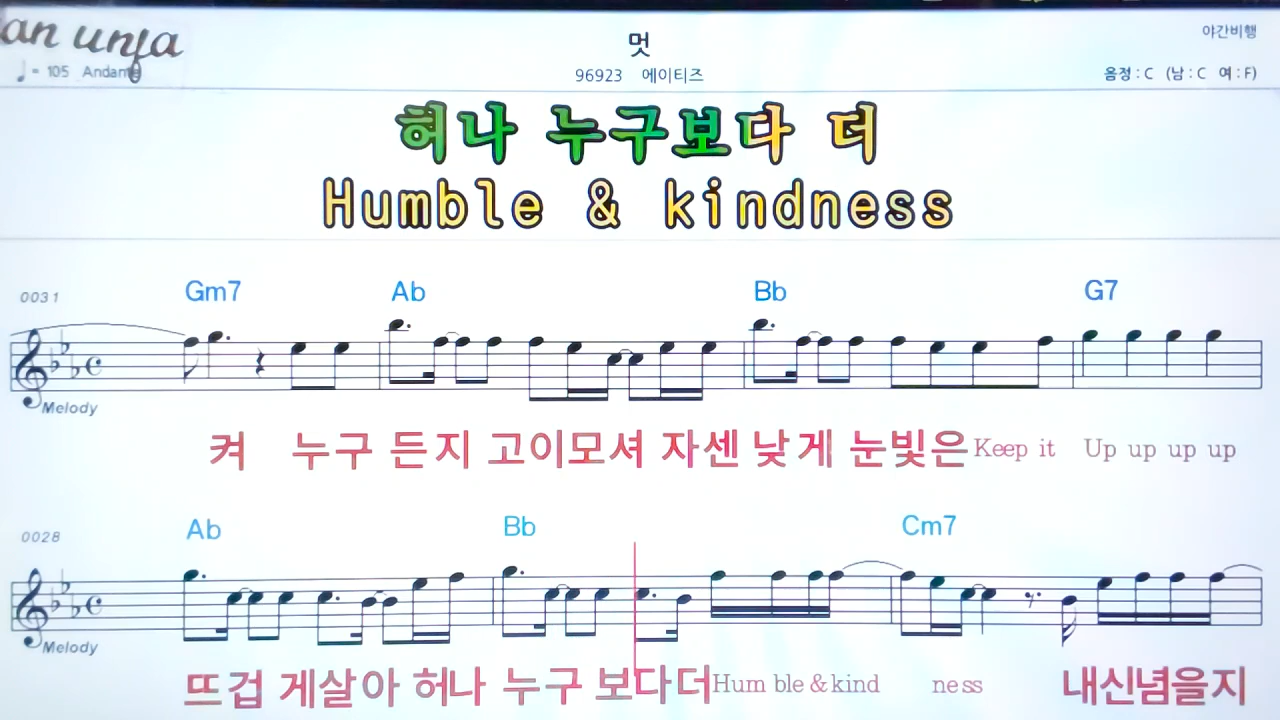 an unja
♩= 105 Andante
멋
96923 에이티즈
야간비행
음정 : C (남 : C 여 : F)
허나 누구보다 더
Humble & kindness
0031
Gm7 Ab Bb G7
Melody
켜 누구 든지 고이모셔 자센 낮게 눈빛은 Keep it Up up up up
0028
Ab Bb Cm7
Melody
뜨겁 게살아 허나 누구 보다더 Hum ble & kind ness 내신념을지